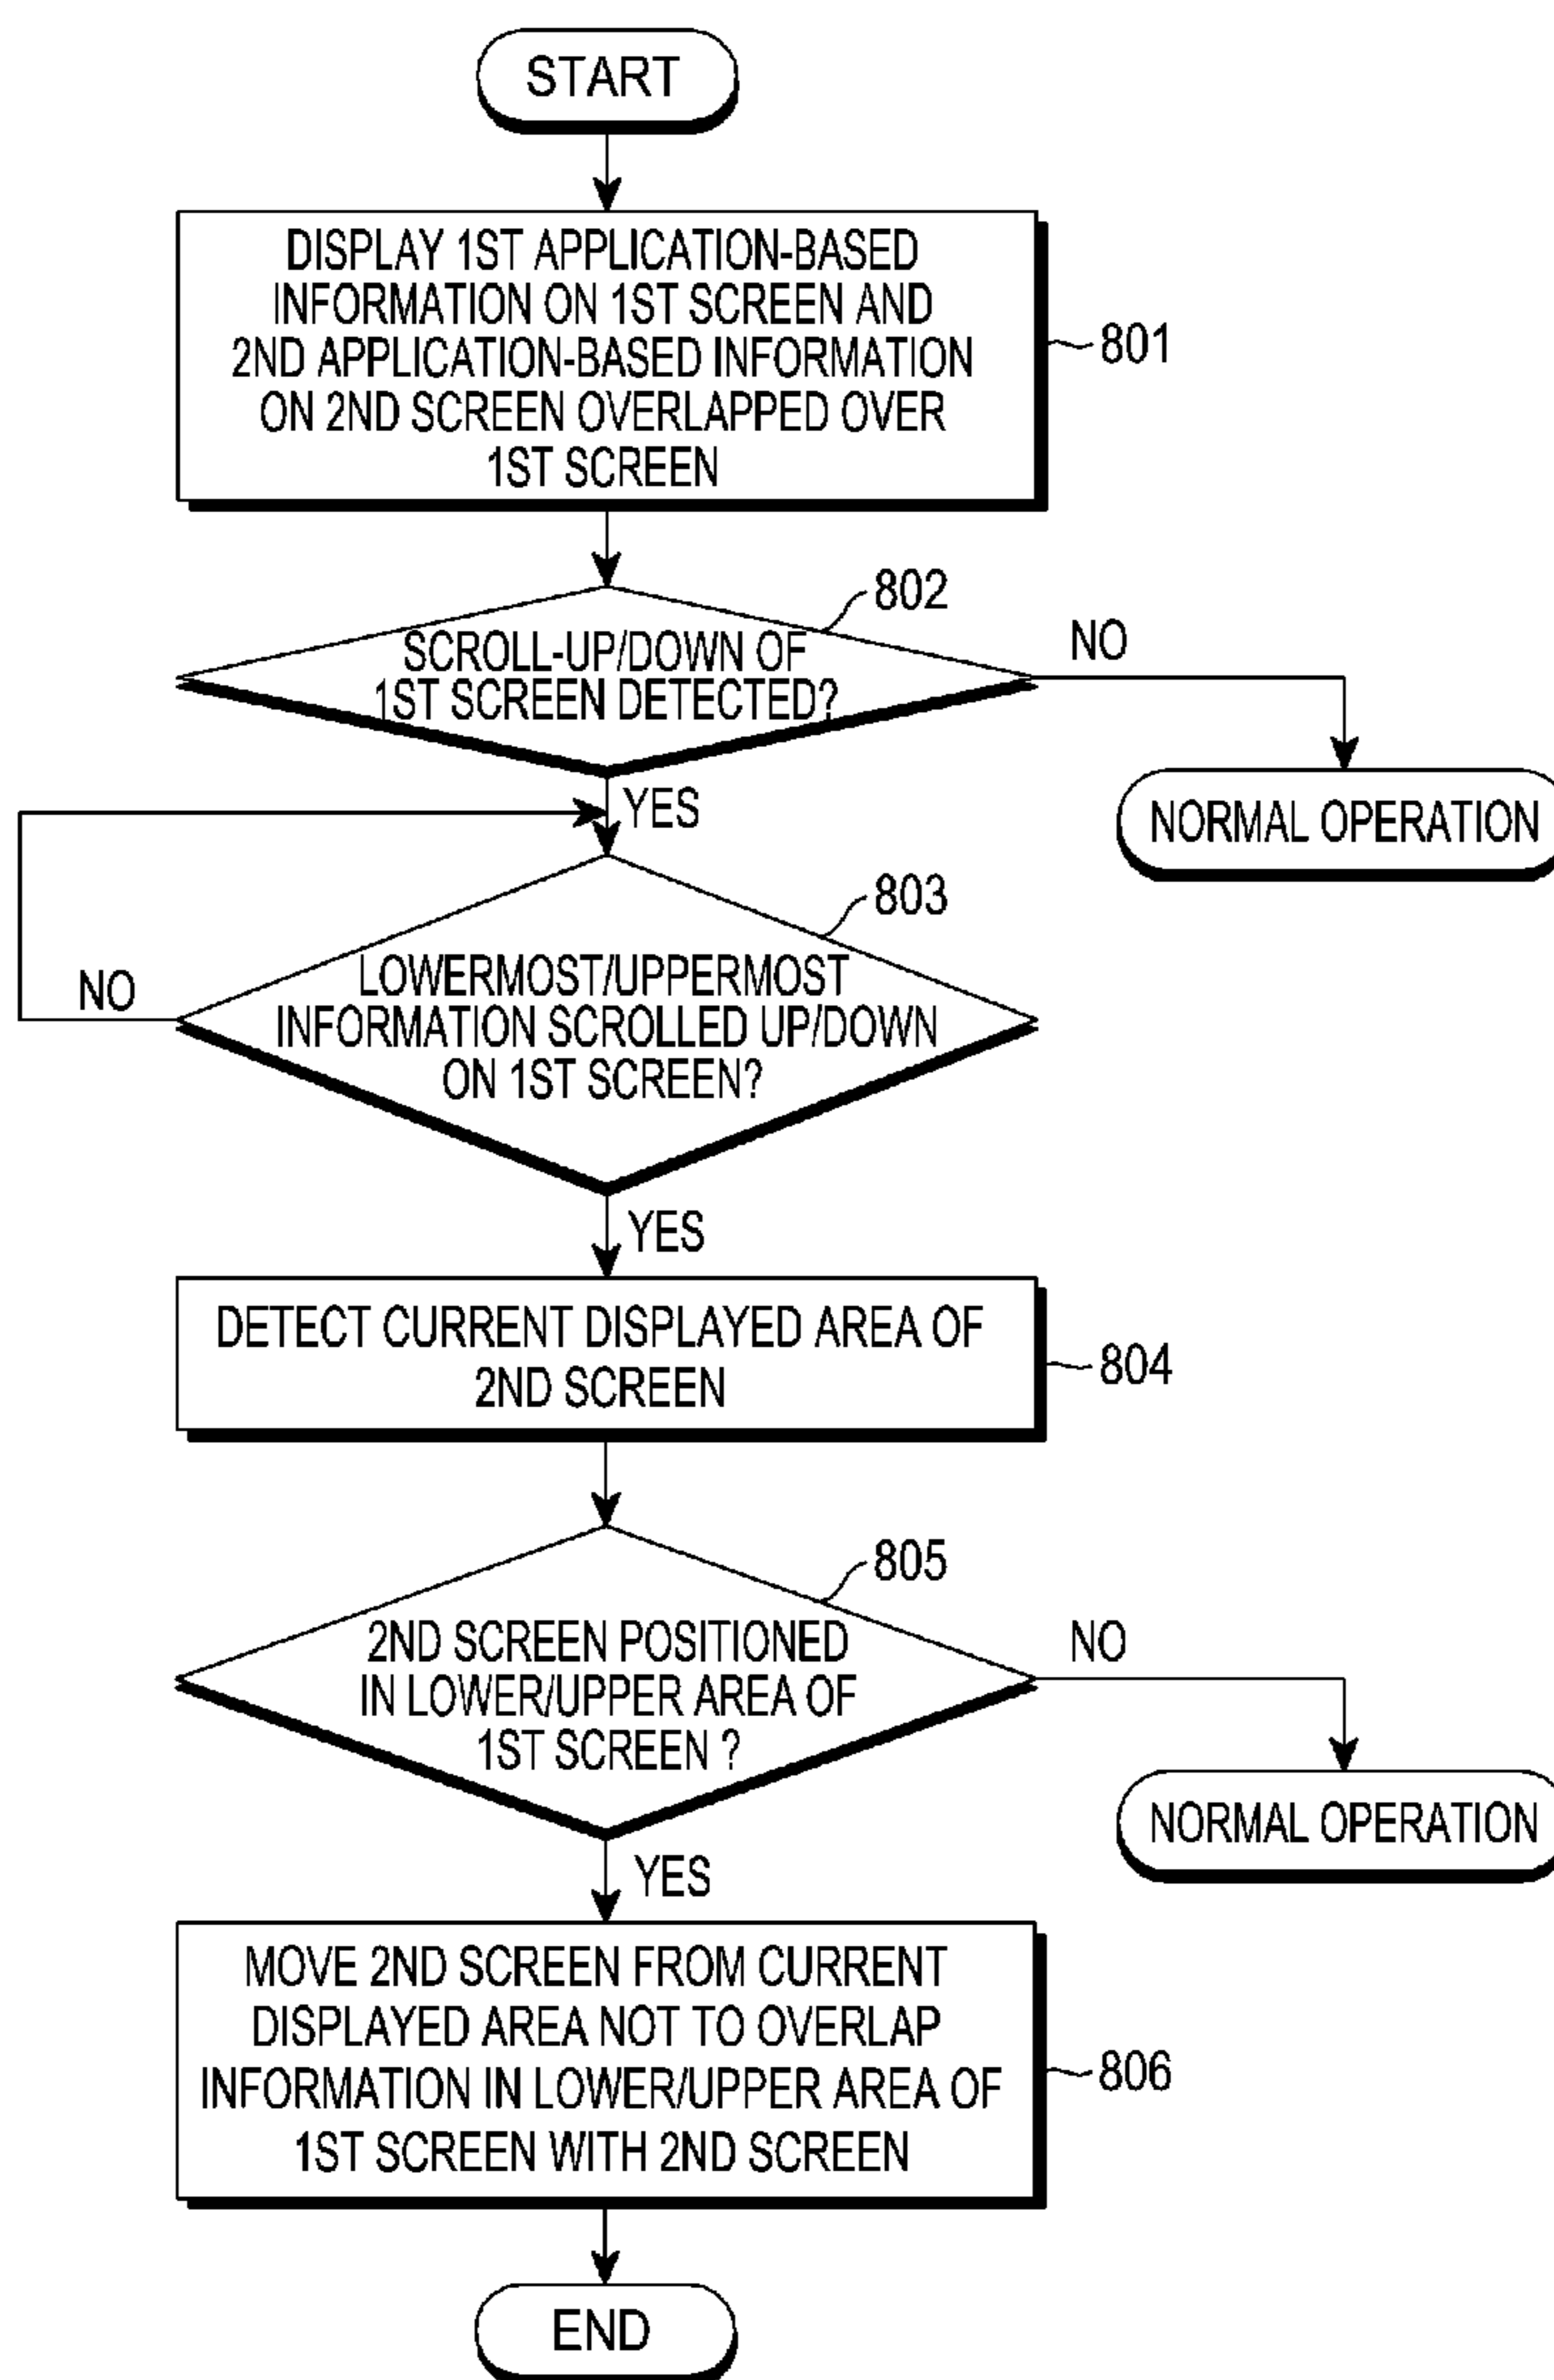 START
DISPLAY 1ST APPLICATION-BASED
INFORMATION ON 1ST SCREEN AND
2ND APPLICATION-BASED INFORMATION
ON 2ND SCREEN OVERLAPPED OVER
1ST SCREEN
801
802
SCROLL-UP/DOWN OF
1ST SCREEN DETECTED?
NO
NORMAL OPERATION
YES
803
LOWERMOST/UPPERMOST
INFORMATION SCROLLED UP/DOWN
ON 1ST SCREEN?
NO
YES
DETECT CURRENT DISPLAYED AREA OF
2ND SCREEN
804
805
2ND SCREEN POSITIONED
IN LOWER/UPPER AREA OF
1ST SCREEN ?
NO
NORMAL OPERATION
YES
MOVE 2ND SCREEN FROM CURRENT
DISPLAYED AREA NOT TO OVERLAP
INFORMATION IN LOWER/UPPER AREA OF
1ST SCREEN WITH 2ND SCREEN
806
END